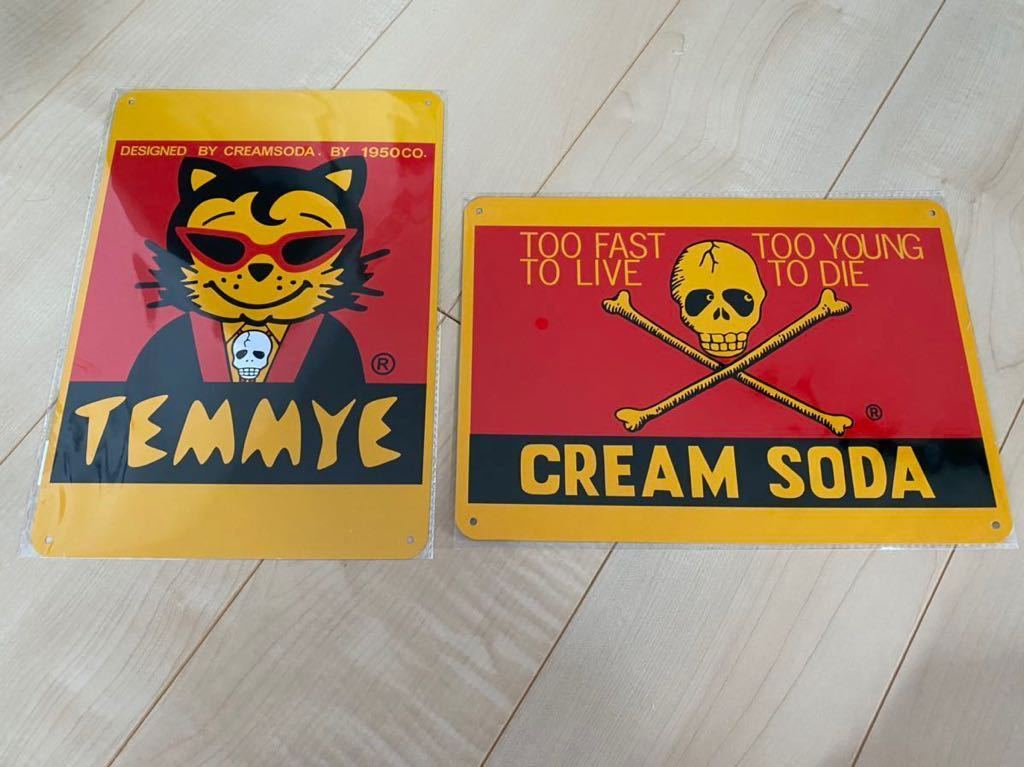 DESIGNED BY CREAMSODA. BY 1950CO.
®
TEMMYE
TOO FAST
TO LIVE
TOO YOUNG
TO DIE
®
CREAM SODA